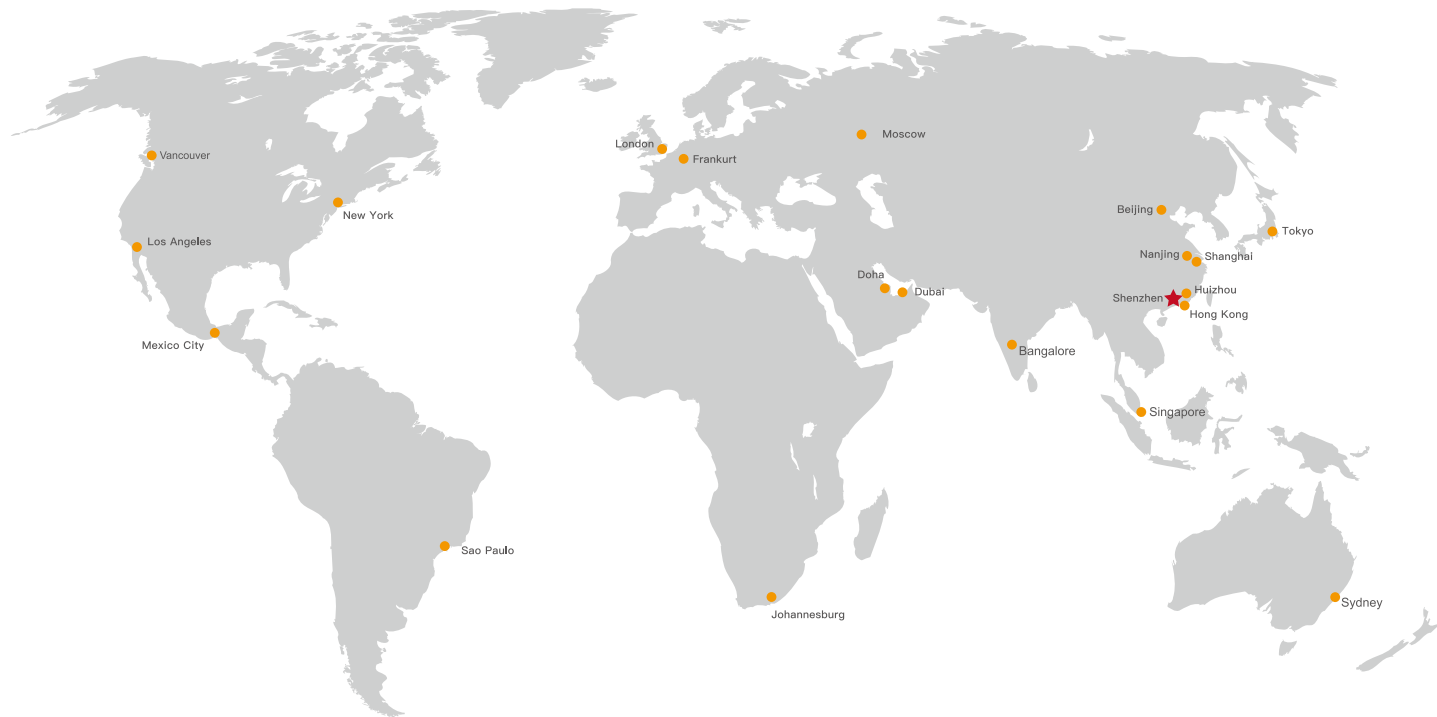 Moscow
London
Vancouver
Frankurt
Beijing
New York
Tokyo
Los Angeles
Nanjing
Shanghai
Doha
Dubai
Huizhou
Shenzhen
Hong Kong
Mexico City
Bangalore
Singapore
Sao Paulo
Sydney
Johannesburg